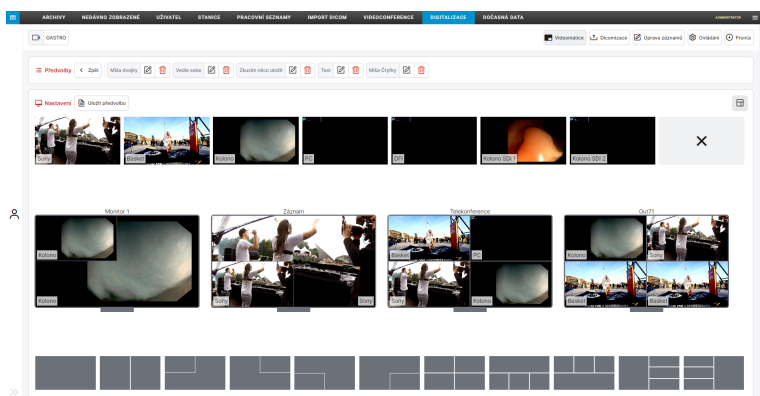 ARCHIVY NEDÁVNO ZOBRAZENÉ UŽIVATEL STANICE PRACOVNÍ SEZNAMY IMPORT DICOM VIDEOCONFERENCE DIGITALIZACE DOČASNÁ DATA ADMINISTRATOR
GASTRO Videomatice Dicomizace Úprava záznamů Ovládání Fronta
Předvolby Zpět Míša dvojky Vedle sebe Zkusím něco uložit Test Míša Čtyřky
Nastavení Uložit předvolbu
Sony Basket Kolono PC DFI Kolono SDI 1 Kolono SDI 2
Monitor 1 Záznam Telekonference Out71
Kolono Basket PC Kolono Sony
Kolono Sony Sony Sony Kolono Basket Basket